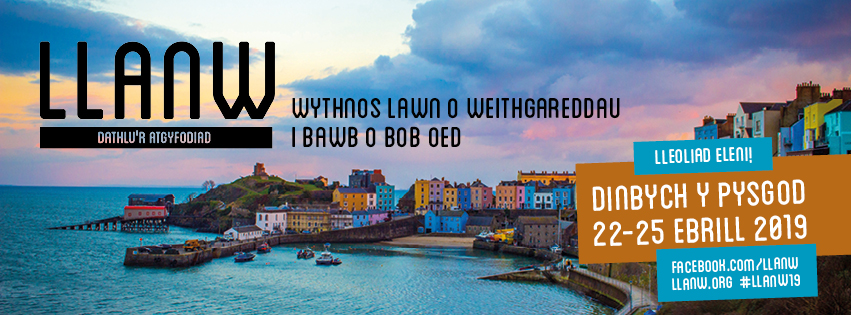 LLANW
DATHLU'R ATGYFODIAD
WYTHNOS LAWN O WEITHGAREDDAU
I BAWB O BOB OED
LLEOLIAD ELENI!
DINBYCH Y PYSGOD
22-25 EBRILL 2019
FACEBOOK.COM/LLANW
LLANW.ORG #LLANW19